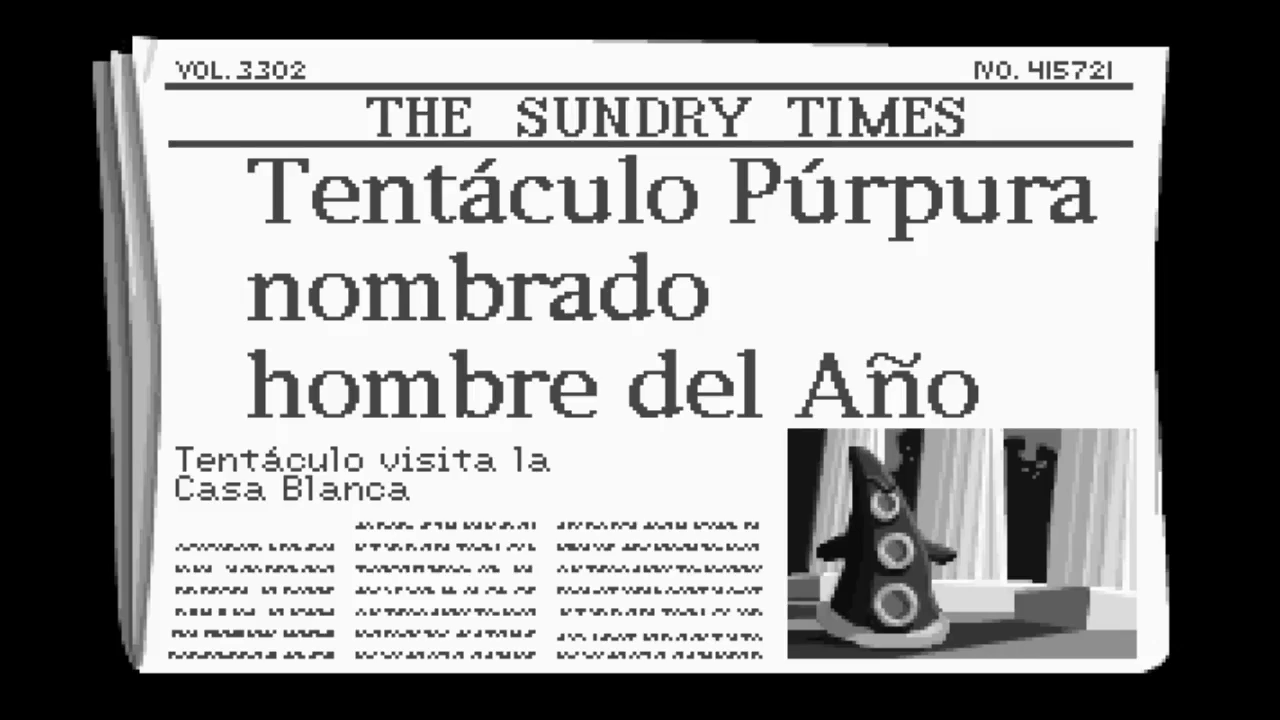 VOL. 3302
NO. 415721
THE SUNDRY TIMES
Tentáculo Púrpura
nombrado
hombre del Año
Tentáculo visita la
Casa Blanca